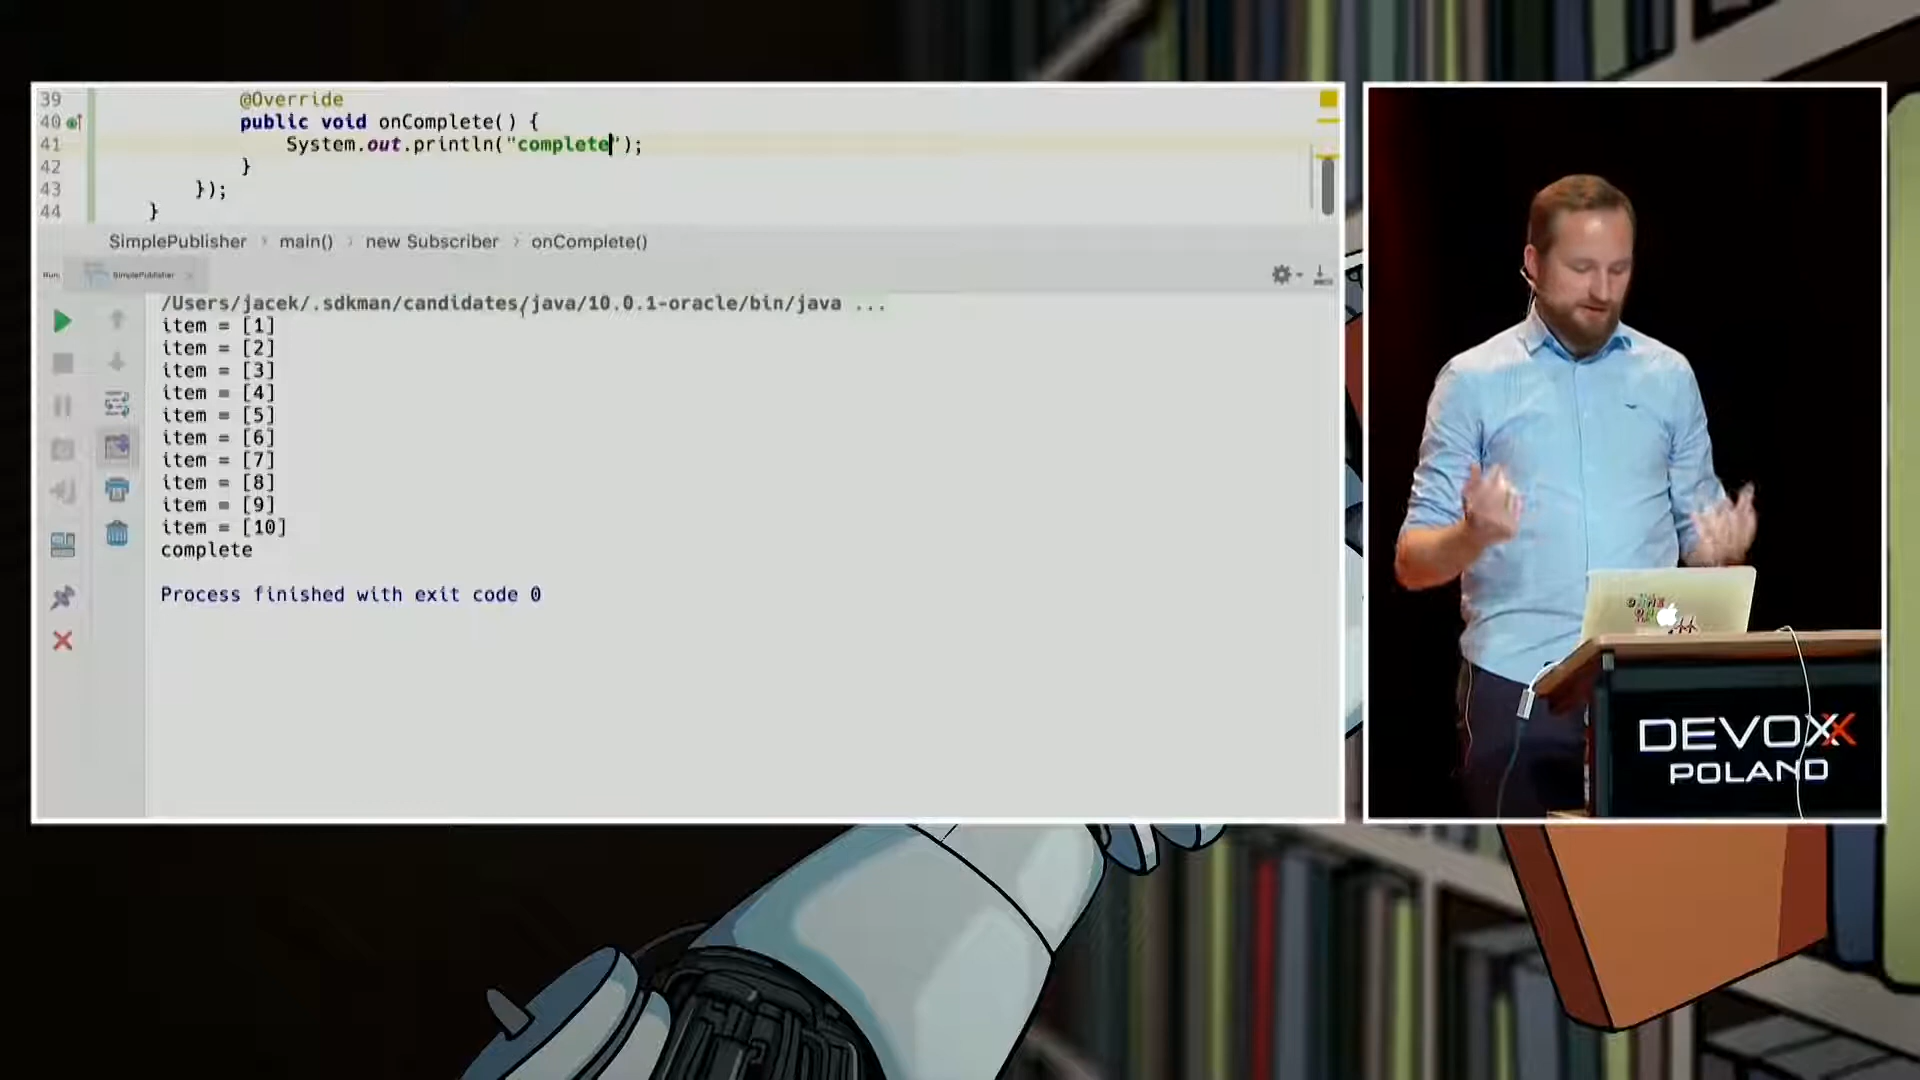 39 @Override
40 public void onComplete() {
41 System.out.println("complete");
42 }
43 });
44 }
SimplePublisher › main() › new Subscriber › onComplete()
Run: SimplePublisher ×
/Users/jacek/.sdkman/candidates/java/10.0.1-oracle/bin/java ...
item = [1]
item = [2]
item = [3]
item = [4]
item = [5]
item = [6]
item = [7]
item = [8]
item = [9]
item = [10]
complete
Process finished with exit code 0
DEVOXX
POLAND